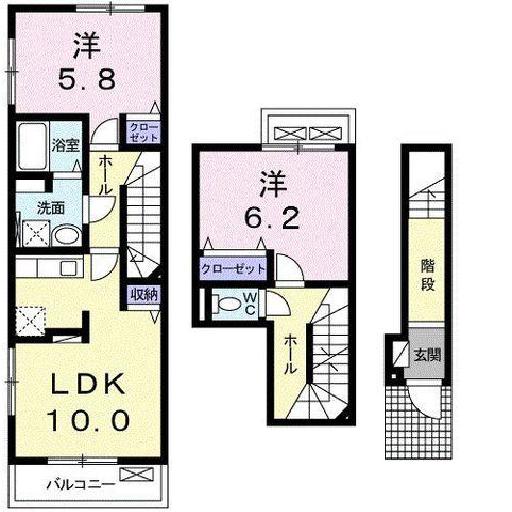 洋
5.8
クロー
ゼット
浴室
ホール
洗面
収納
LDK
10.0
バルコニー
洋
6.2
クローゼット
WC
ホール
階段
玄関